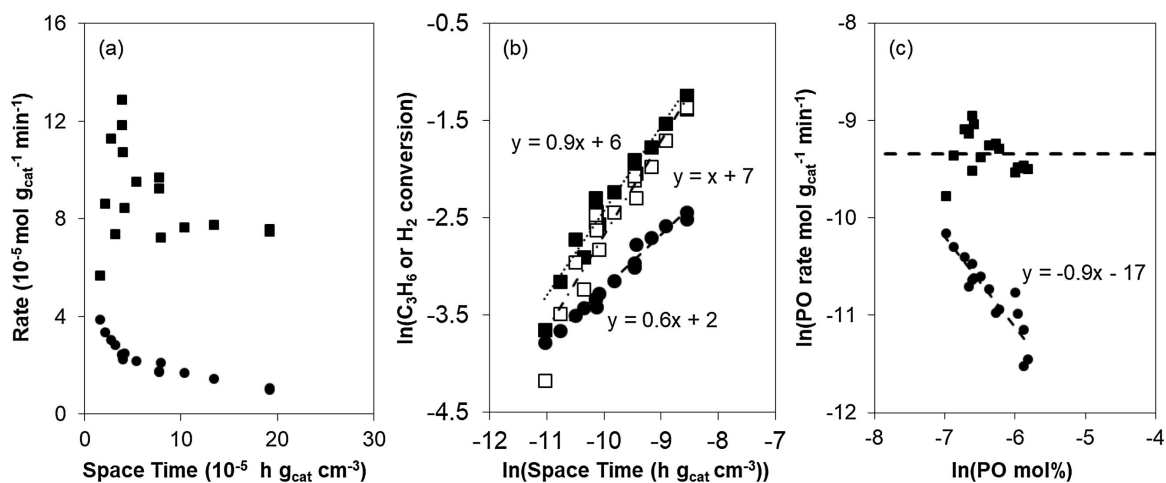 (a)
Rate (10⁻⁵ mol g_cat⁻¹ min⁻¹)
16
12
8
4
0
0 10 20 30
Space Time (10⁻⁵ h g_cat cm⁻³)
(b)
ln(C₃H₆ or H₂ conversion)
-0.5
-1.5
-2.5
-3.5
-4.5
y = 0.9x + 6
y = x + 7
y = 0.6x + 2
-12 -11 -10 -9 -8 -7
ln(Space Time (h g_cat cm⁻³))
(c)
ln(PO rate mol g_cat⁻¹ min⁻¹)
-8
-9
-10
-11
-12
y = -0.9x - 17
-8 -7 -6 -5 -4
ln(PO mol%)